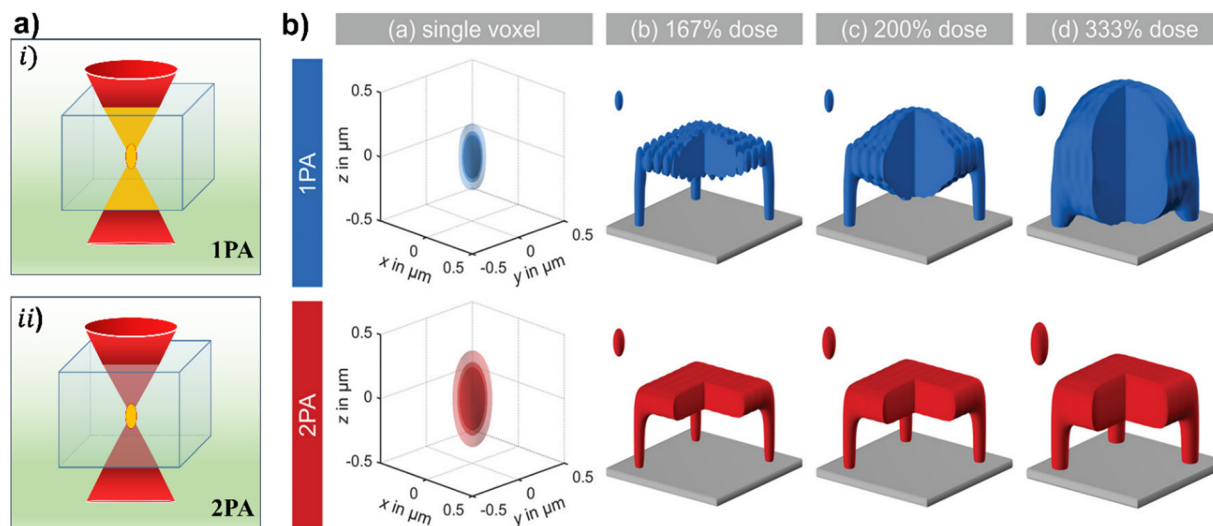 a)
i)
1PA
ii)
2PA
b)
(a) single voxel
(b) 167% dose
(c) 200% dose
(d) 333% dose
1PA
z in µm
0.5
0
-0.5
x in µm
0
0.5
-0.5
y in µm
0
0.5
2PA
z in µm
0.5
0
-0.5
x in µm
0
0.5
-0.5
y in µm
0
0.5